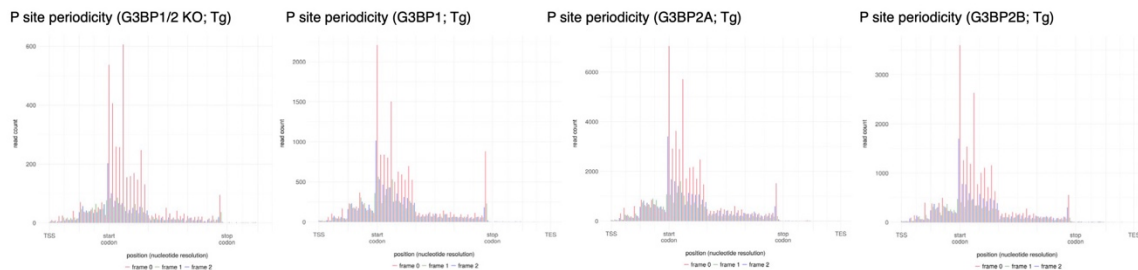 P site periodicity (G3BP1/2 KO; Tg)
read count
600
400
200
0
TSS
start
codon
stop
codon
position (nucleotide resolution)
frame 0 frame 1 frame 2
P site periodicity (G3BP1; Tg)
read count
2000
1500
1000
500
0
TSS
start
codon
stop
codon
TES
position (nucleotide resolution)
frame 0 frame 1 frame 2
P site periodicity (G3BP2A; Tg)
read count
6000
4000
2000
0
TSS
start
codon
stop
codon
TES
position (nucleotide resolution)
frame 0 frame 1 frame 2
P site periodicity (G3BP2B; Tg)
read count
3000
2000
1000
0
TSS
start
codon
stop
codon
TES
position (nucleotide resolution)
frame 0 frame 1 frame 2